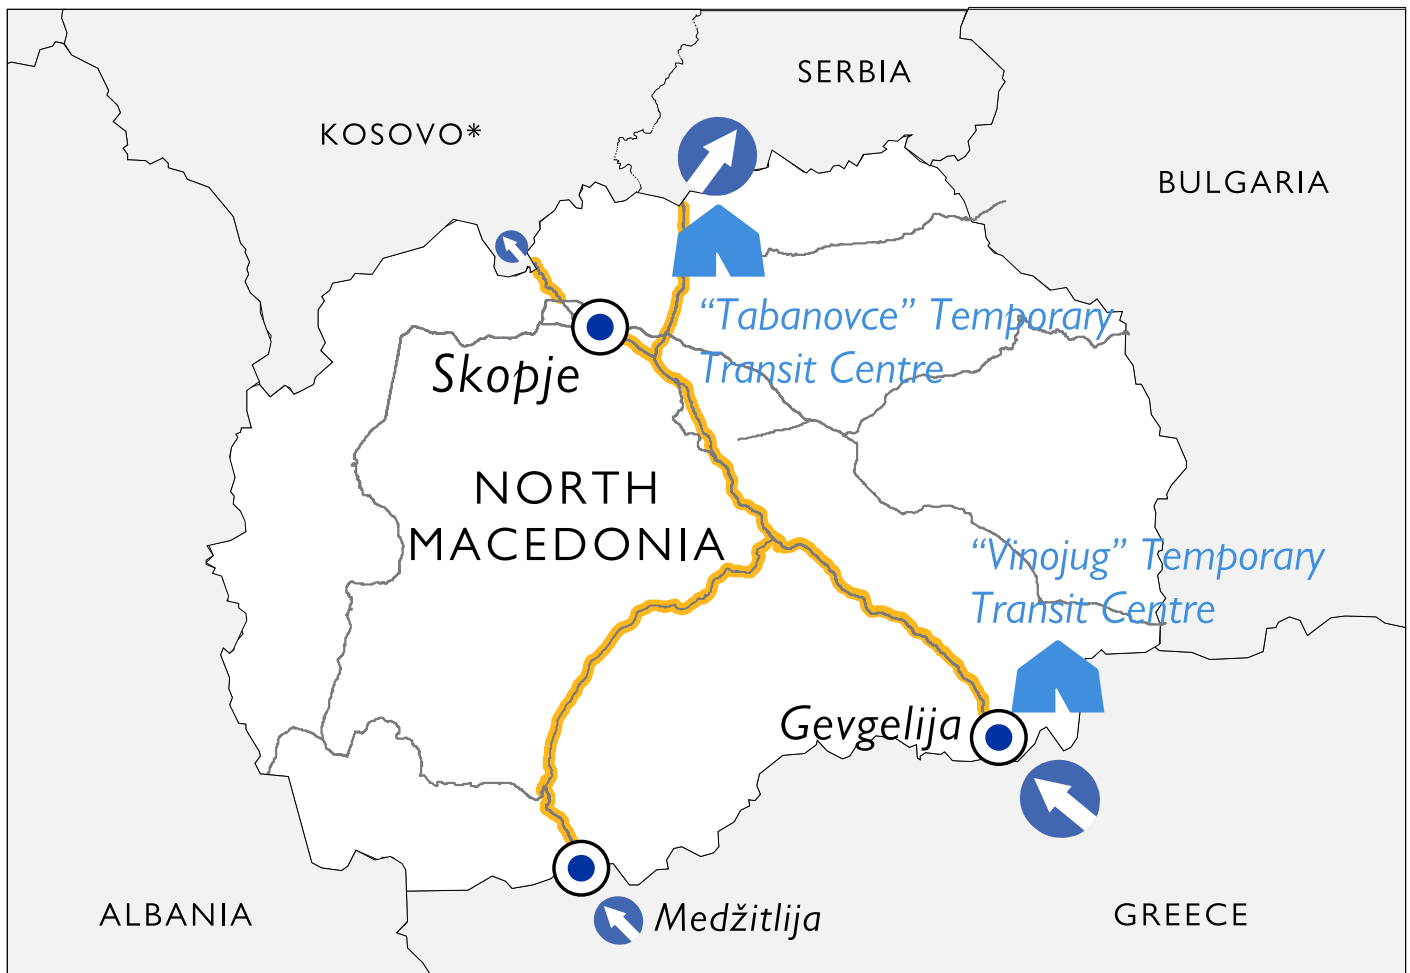 SERBIA
KOSOVO*
BULGARIA
“Tabanovce” Temporary
Transit Centre
Skopje
NORTH
MACEDONIA
“Vinojug” Temporary
Transit Centre
Gevgelija
ALBANIA
Medžitlija
GREECE